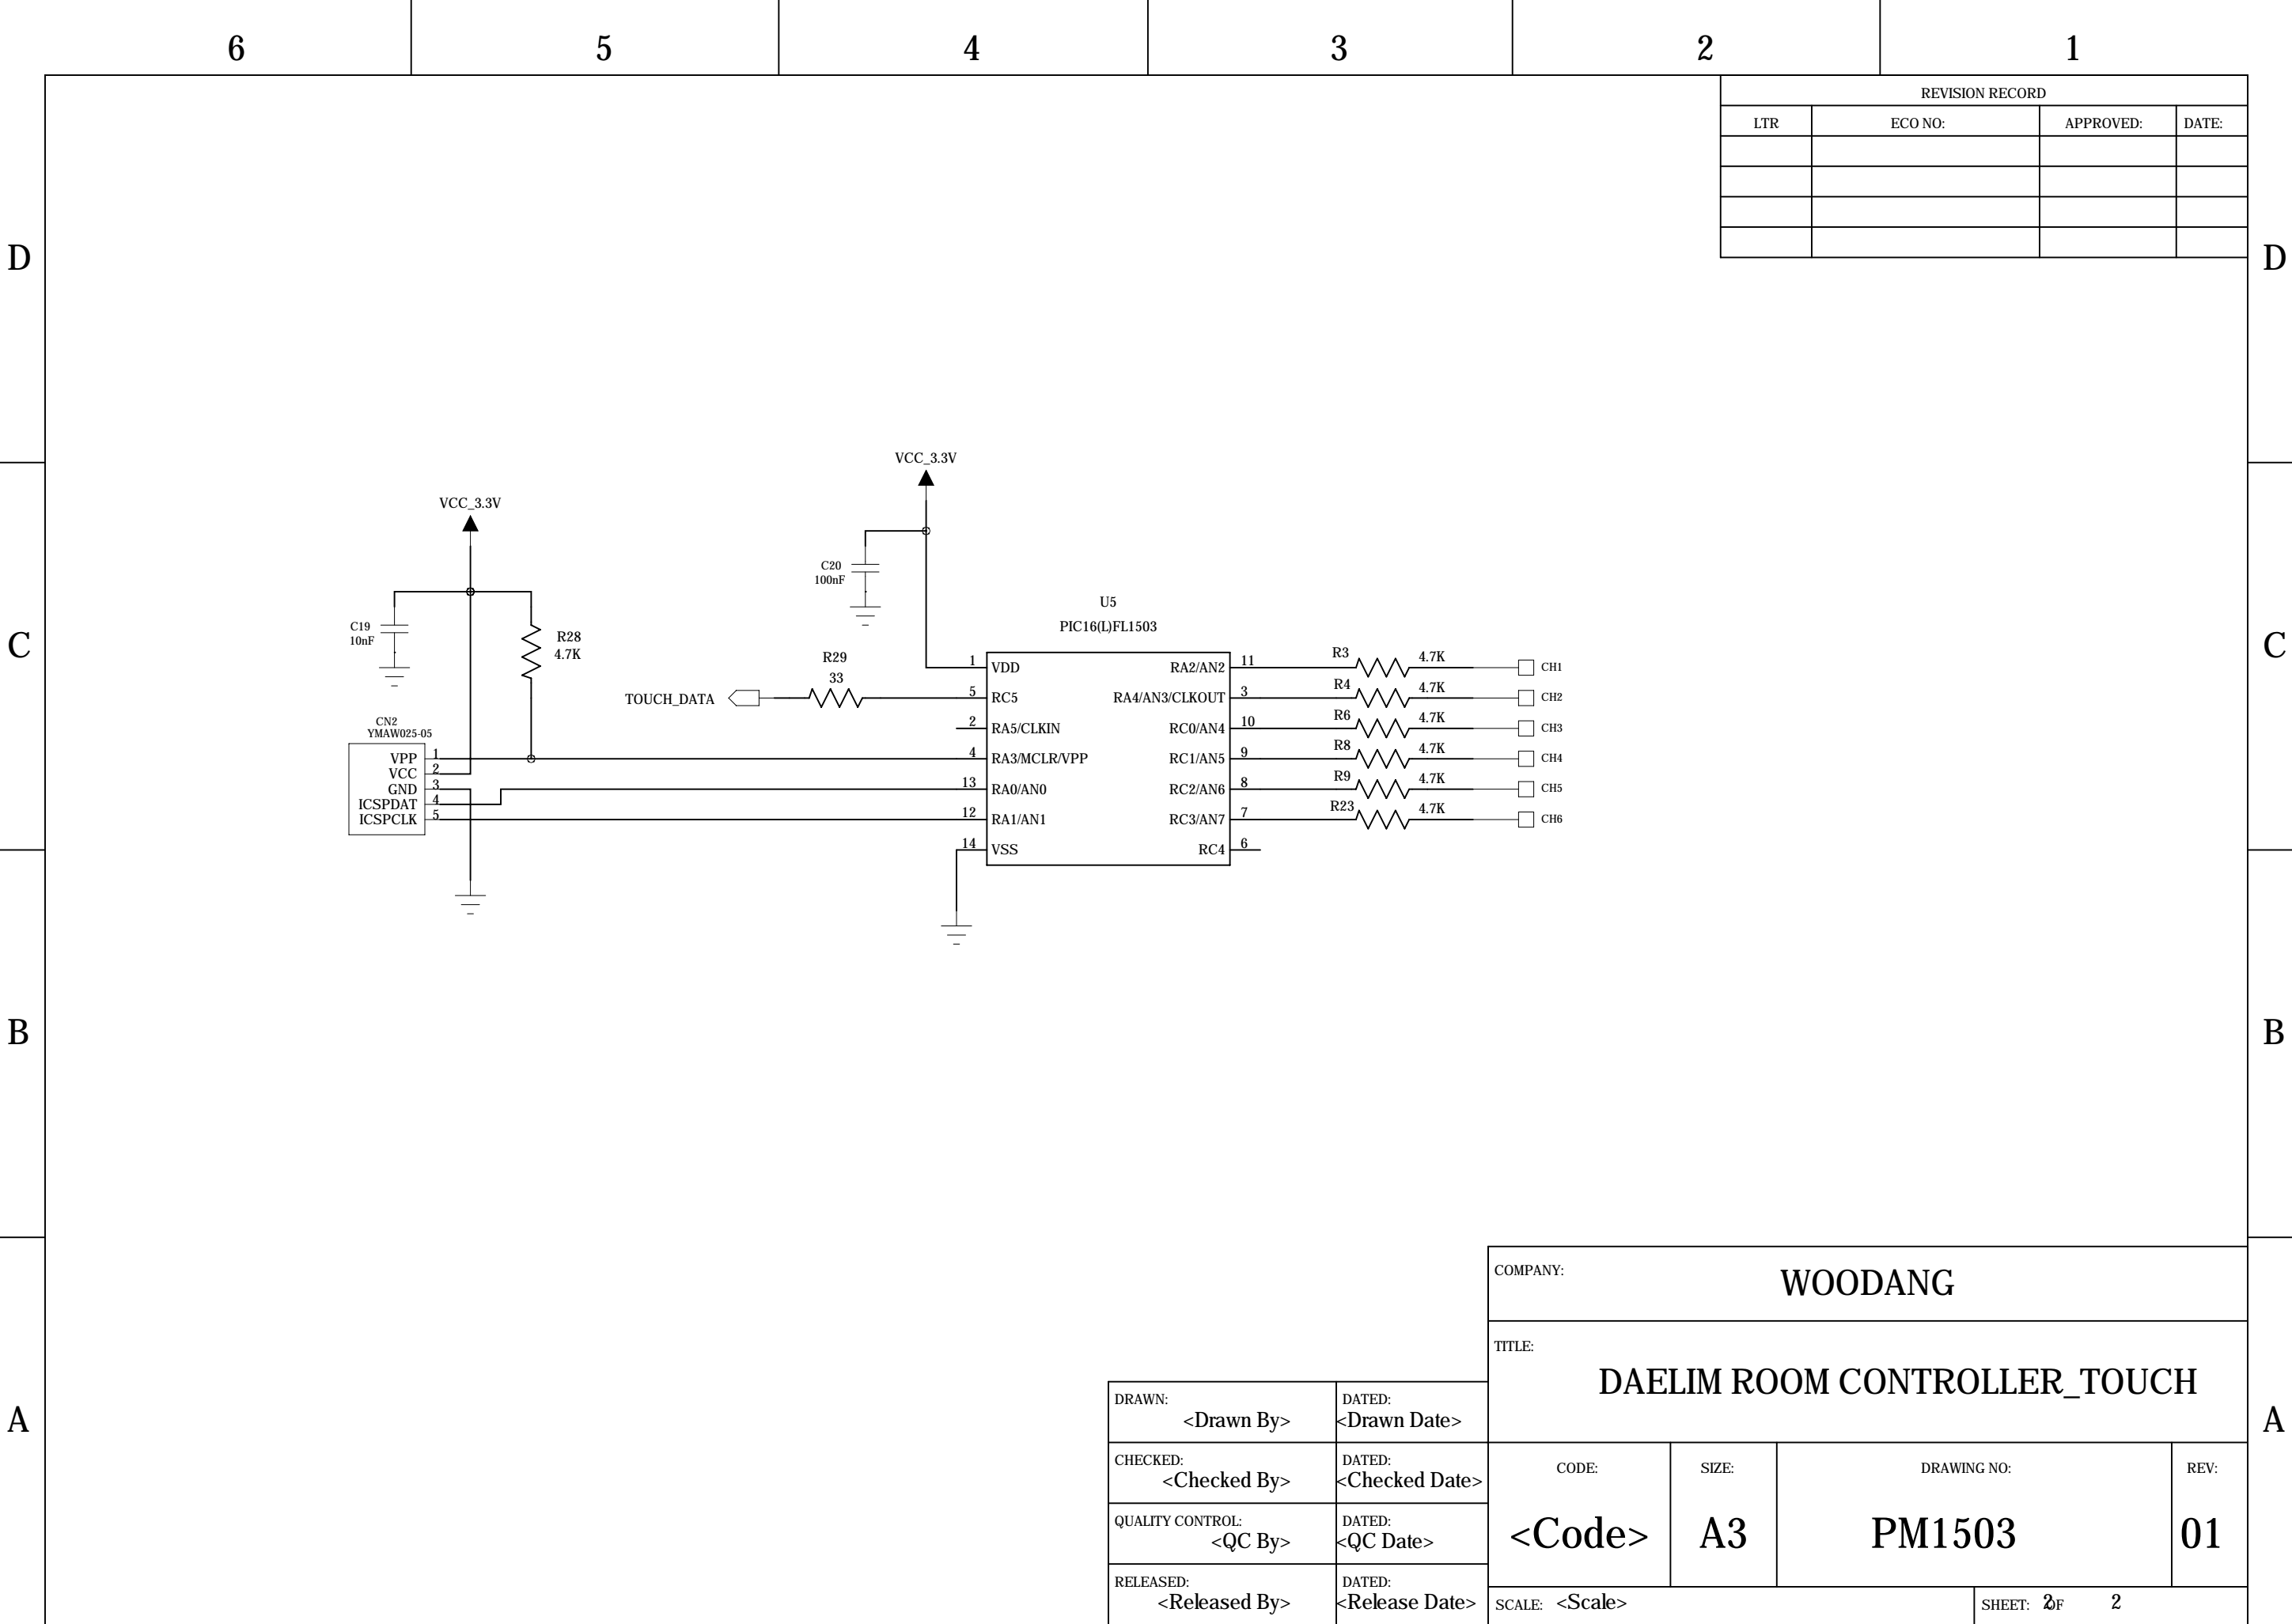 6 5 4 3 2 1
REVISION RECORD
LTR ECO NO: APPROVED: DATE:
D D
VCC_3.3V
VCC_3.3V
C20
100nF
U5
PIC16(L)FL1503
C19
10nF
R28
4.7K
C C
R29
33
TOUCH_DATA
CN2
YMAW025-05
VPP 1
VCC 2
GND 3
ICSPDAT 4
ICSPCLK 5
1 VDD RA2/AN2 11 R3 4.7K CH1
5 RC5 RA4/AN3/CLKOUT 3 R4 4.7K CH2
2 RA5/CLKIN RC0/AN4 10 R6 4.7K CH3
4 RA3/MCLR/VPP RC1/AN5 9 R8 4.7K CH4
13 RA0/AN0 RC2/AN6 8 R9 4.7K CH5
12 RA1/AN1 RC3/AN7 7 R23 4.7K CH6
14 VSS RC4 6
B B
COMPANY: WOODANG
TITLE: DAELIM ROOM CONTROLLER_TOUCH
A A
DRAWN: <Drawn By> DATED: <Drawn Date>
CHECKED: <Checked By> DATED: <Checked Date>
QUALITY CONTROL: <QC By> DATED: <QC Date>
RELEASED: <Released By> DATED: <Release Date>
CODE: SIZE: DRAWING NO: REV:
<Code> A3 PM1503 01
SCALE: <Scale> SHEET: 2 OF 2